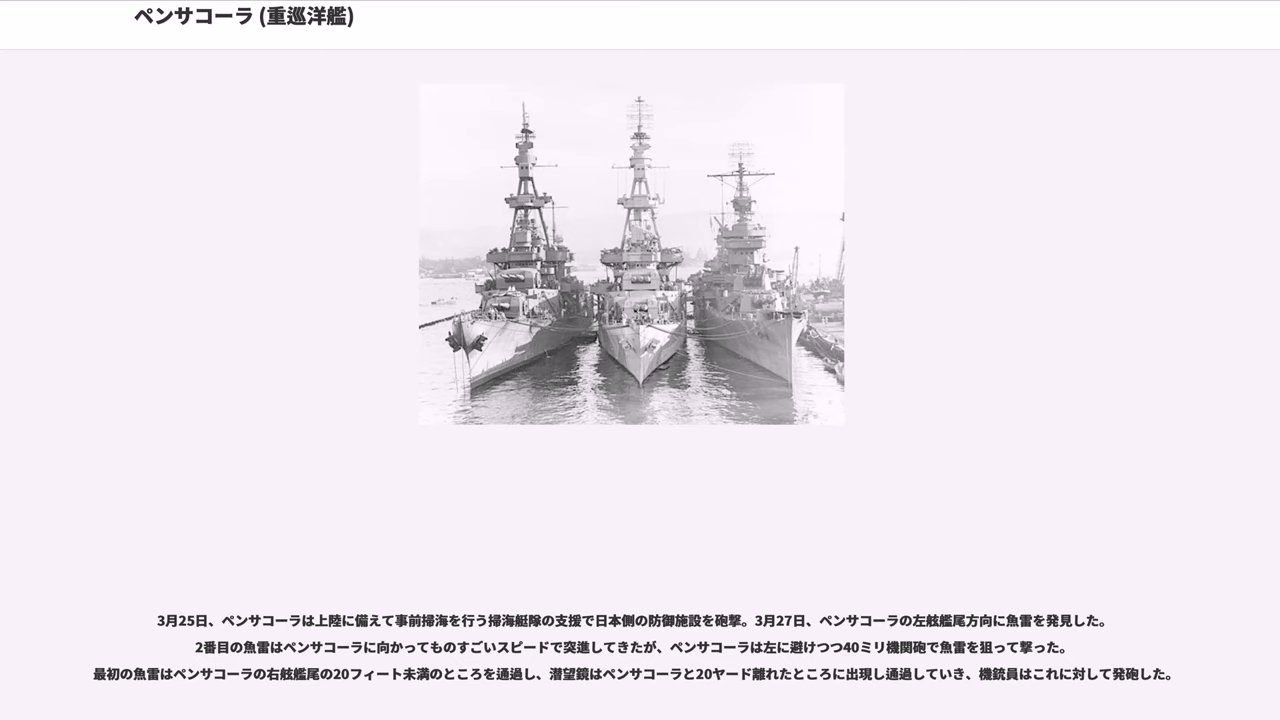 ペンサコーラ (重巡洋艦)
3月25日、ペンサコーラは上陸に備えて事前掃海を行う掃海艇隊の支援で日本側の防御施設を砲撃。3月27日、ペンサコーラの左舷艦尾方向に魚雷を発見した。
2番目の魚雷はペンサコーラに向かってものすごいスピードで突進してきたが、ペンサコーラは左に避けつつ40ミリ機関砲で魚雷を狙って撃った。
最初の魚雷はペンサコーラの右舷艦尾の20フィート未満のところを通過し、潜望鏡はペンサコーラと20ヤード離れたところに出現し通過していき、機銃員はこれに対して発砲した。